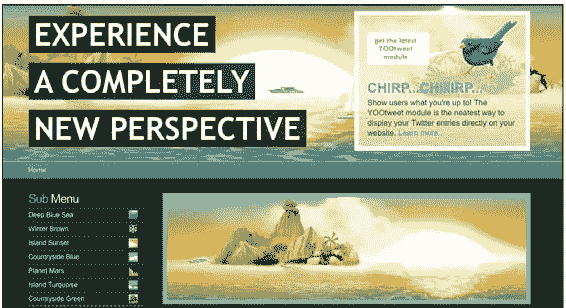 EXPERIENCE
A COMPLETELY
NEW PERSPECTIVE
Get the latest
YOOtweet
module
CHIRP...CHIIIRP...
Show users what you're up to! The
YOOtweet module is the neatest way to
display your Twitter entries directly on your
website. Learn more...
Home
Sub Menu
Deep Blue Sea
Winter Brown
Island Sunset
Countryside Blue
Planet Mars
Island Turquoise
Countryside Green